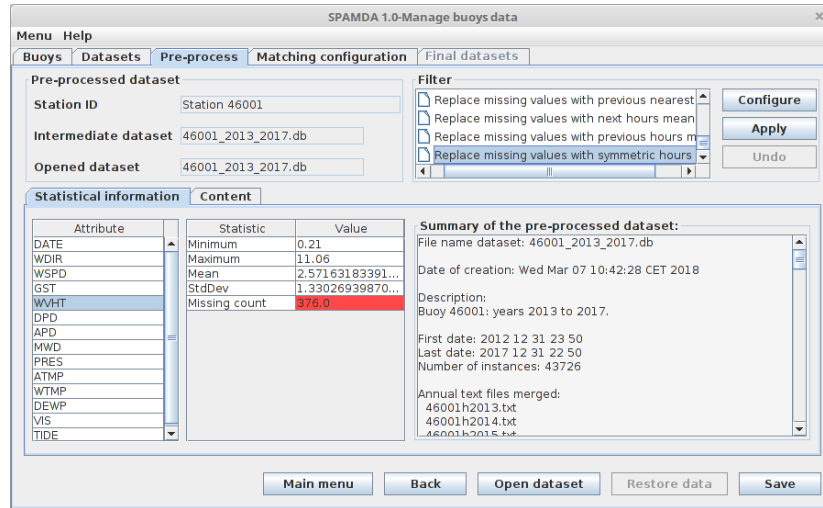 SPAMDA 1.0-Manage buoys data
Menu Help
Buoys Datasets Pre-process Matching configuration Final datasets
Pre-processed dataset
Station ID Station 46001
Intermediate dataset 46001_2013_2017.db
Opened dataset 46001_2013_2017.db
Filter
Replace missing values with previous nearest
Replace missing values with next hours mean
Replace missing values with previous hours m
Replace missing values with symmetric hours
Configure
Apply
Undo
Statistical information Content
Attribute
DATE
WDIR
WSPD
GST
WVHT
DPD
APD
MWD
PRES
ATMP
WTMP
DEWP
VIS
TIDE
Statistic Value
Minimum 0.21
Maximum 11.06
Mean 2.57163183391...
StdDev 1.33026939870...
Missing count 376.0
Summary of the pre-processed dataset:
File name dataset: 46001_2013_2017.db
Date of creation: Wed Mar 07 10:42:28 CET 2018
Description:
Buoy 46001: years 2013 to 2017.
First date: 2012 12 31 23 50
Last date: 2017 12 31 22 50
Number of instances: 43726
Annual text files merged:
46001h2013.txt
46001h2014.txt
46001h2015.txt
Main menu Back Open dataset Restore data Save